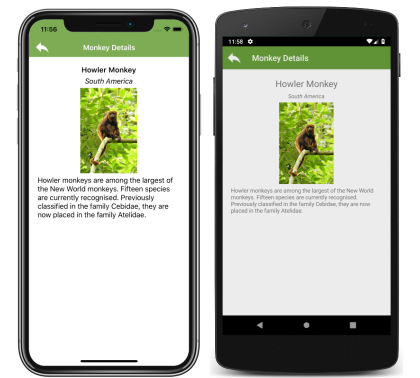 11:56
Monkey Details
Howler Monkey
South America
Howler monkeys are among the largest of
the New World monkeys. Fifteen species
are currently recognised. Previously
classified in the family Cebidae, they are
now placed in the family Atelidae.
11:58
Monkey Details
Howler Monkey
South America
Howler monkeys are among the largest of the New World
monkeys. Fifteen species are currently recognised.
Previously classified in the family Cebidae, they are now
placed in the family Atelidae.